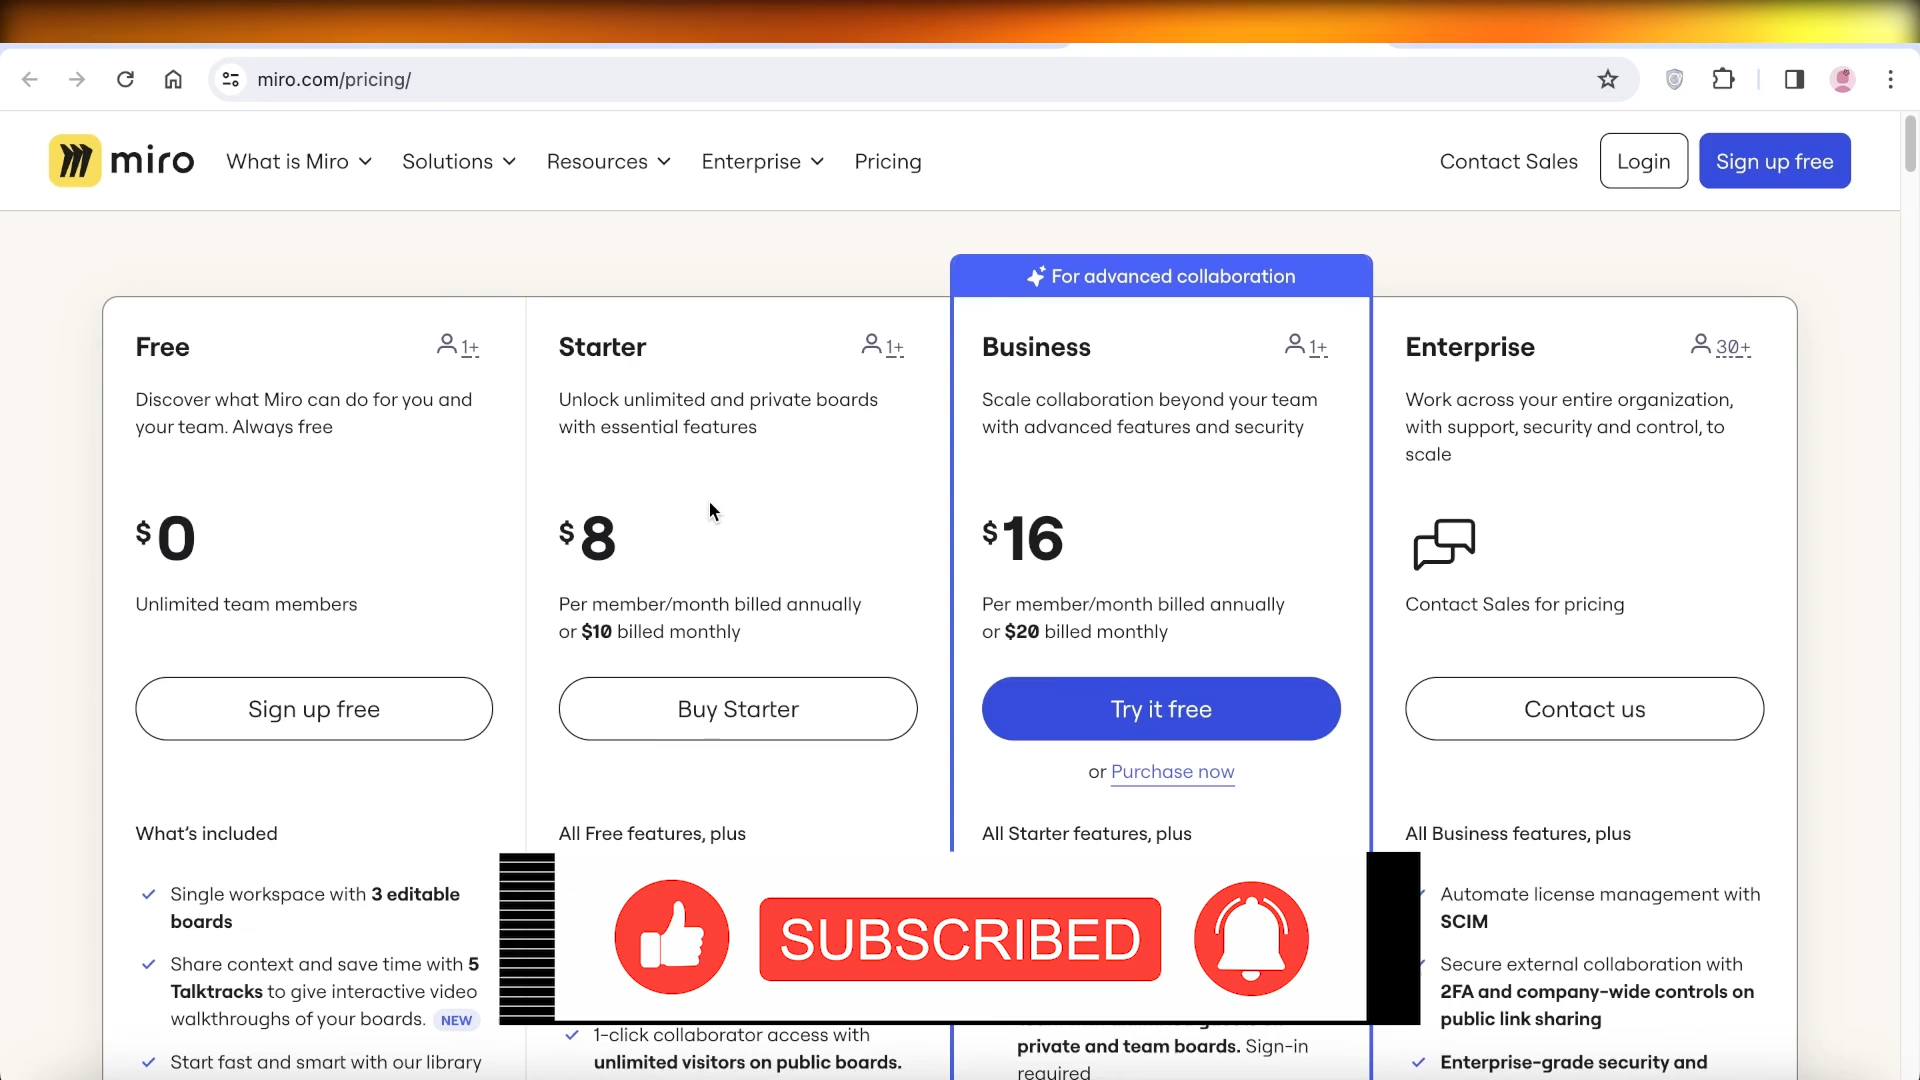 miro.com/pricing/
miro
What is Miro
Solutions
Resources
Enterprise
Pricing
Contact Sales
Login
Sign up free
For advanced collaboration
Free
1+
Discover what Miro can do for you and
your team. Always free
$0
Unlimited team members
Sign up free
What's included
Single workspace with 3 editable
boards
Share context and save time with 5
Talktracks to give interactive video
walkthroughs of your boards. NEW
Start fast and smart with our library
Starter
1+
Unlock unlimited and private boards
with essential features
$8
Per member/month billed annually
or $10 billed monthly
Buy Starter
All Free features, plus
1-click collaborator access with
unlimited visitors on public boards.
Business
1+
Scale collaboration beyond your team
with advanced features and security
$16
Per member/month billed annually
or $20 billed monthly
Try it free
or Purchase now
All Starter features, plus
private and team boards. Sign-in
required
Enterprise
30+
Work across your entire organization,
with support, security and control, to
scale
Contact Sales for pricing
Contact us
All Business features, plus
Automate license management with
SCIM
Secure external collaboration with
2FA and company-wide controls on
public link sharing
Enterprise-grade security and
SUBSCRIBED